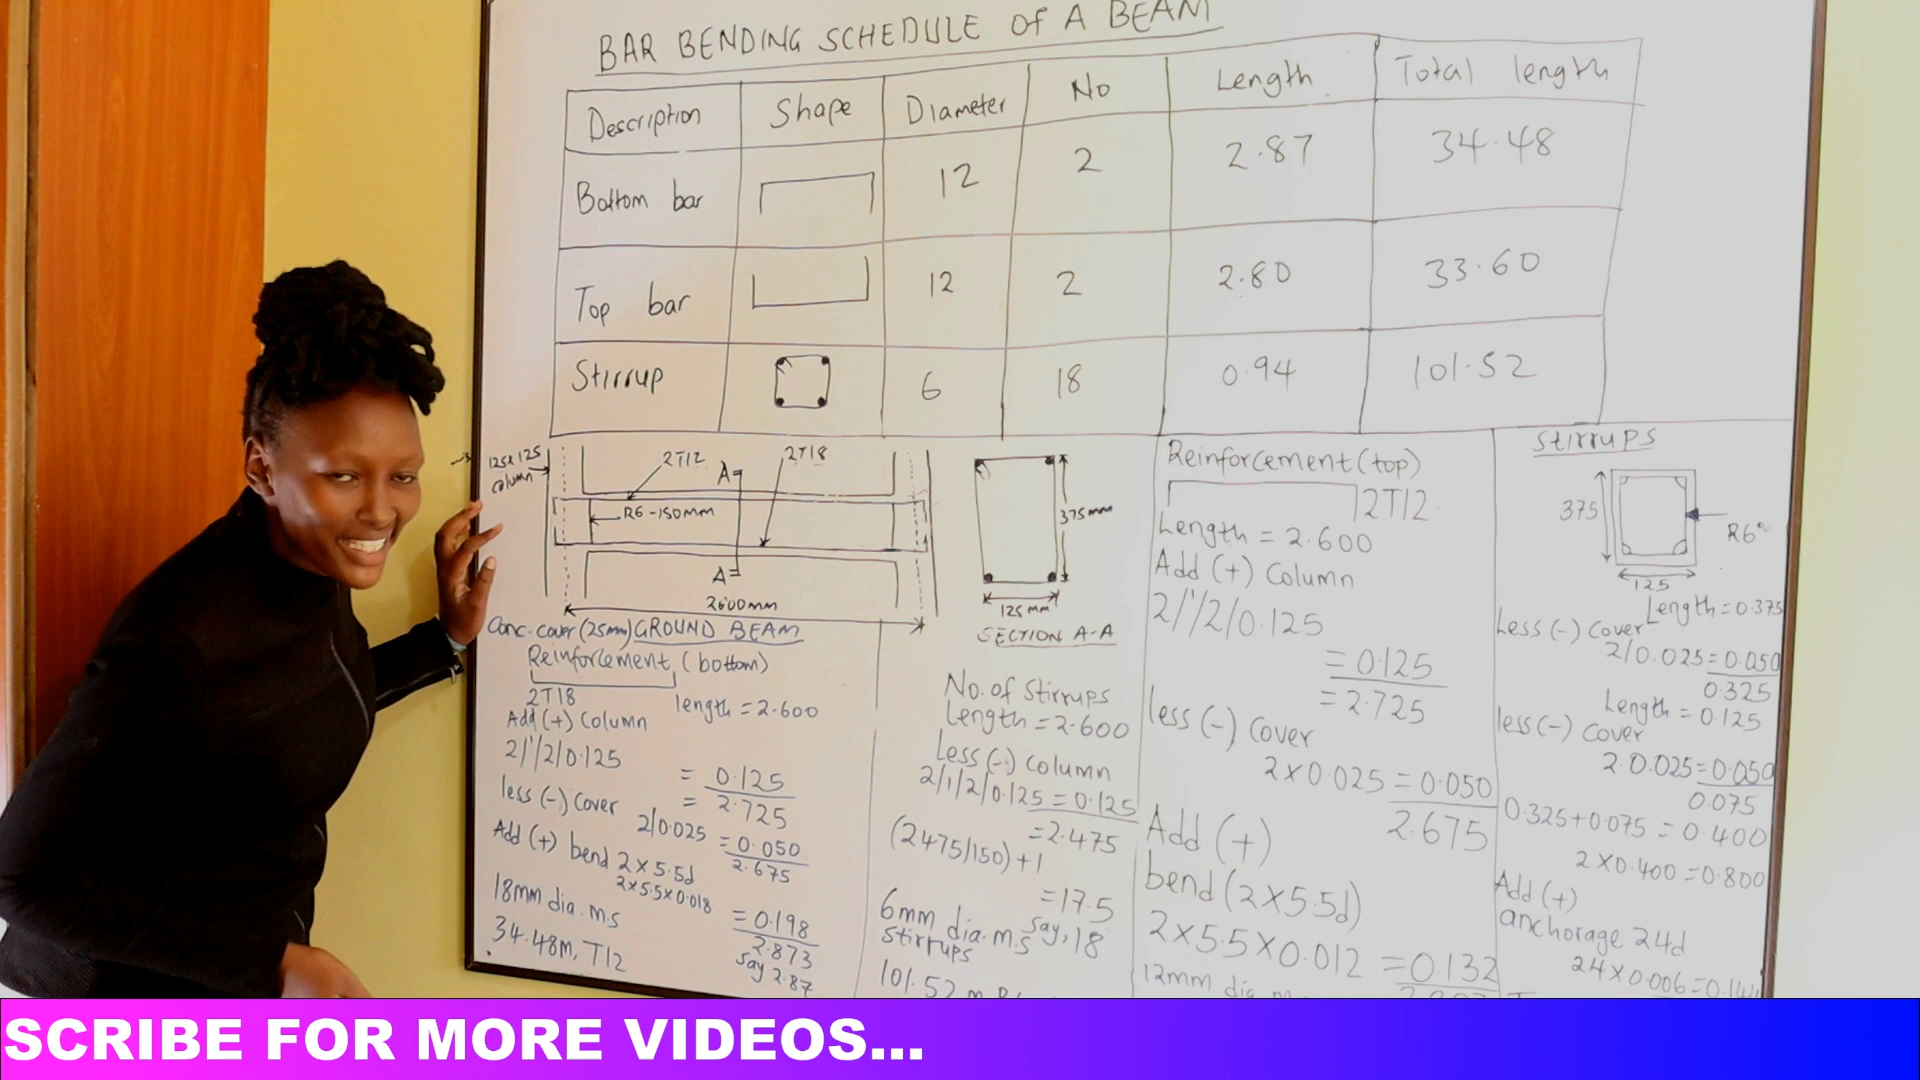 BAR BENDING SCHEDULE of A BEAM
Description Shape Diameter No Length Total length
Bottom bar 12 2 2.87 34.48
Top bar 12 2 2.80 33.60
Stirrup 6 18 0.94 101.52
125x125
column
2T12
A
2T18
R6-150mm
A
2600mm
Conc. cover (25mm) GROUND BEAM
Reinforcement (bottom)
2T18
length = 2.600
Add (+) Column
2/1/2/0.125
= 0.125
= 2.725
less (-) cover
2/0.025 = 0.050
2.675
Add (+) bend 2x5.5d
2x5.5x0.018
= 0.198
2.873
say 2.87
18mm dia. m.s
34.48m, T12
375mm
125mm
SECTION A-A
No. of Stirrups
Length = 2.600
Less (-) Column
2/1/2/0.125 = 0.125
= 2.475
(2475/150)+1
= 17.5
say, 18
6mm dia. m.s
stirrups
101.52 m
Reinforcement (top)
2T12
Length = 2.600
Add (+) Column
2/1/2/0.125
= 0.125
= 2.725
less (-) cover
2x0.025 = 0.050
2.675
Add (+)
bend (2x5.5d)
2x5.5x0.012 = 0.132
12mm dia
Stirrups
375
R6
125
Length = 0.375
Less (-) Cover
2/0.025 = 0.050
0.325
Length = 0.125
less (-) cover
2.0.025 = 0.050
0.075
0.325+0.075 = 0.400
2x0.400 = 0.800
Add (+)
anchorage 24d
24x0.006 = 0.144
SCRIBE FOR MORE VIDEOS...